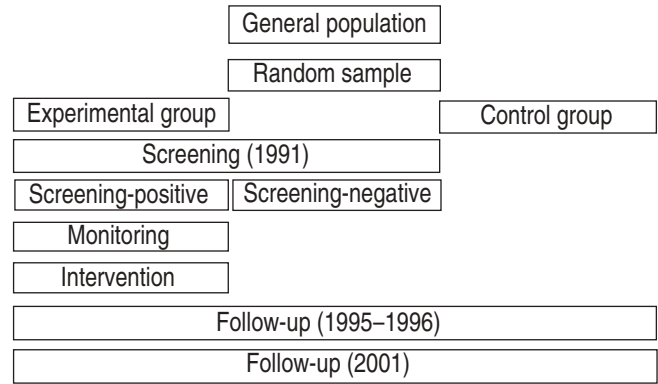 General population
Random sample
Experimental group
Control group
Screening (1991)
Screening-positive
Screening-negative
Monitoring
Intervention
Follow-up (1995–1996)
Follow-up (2001)